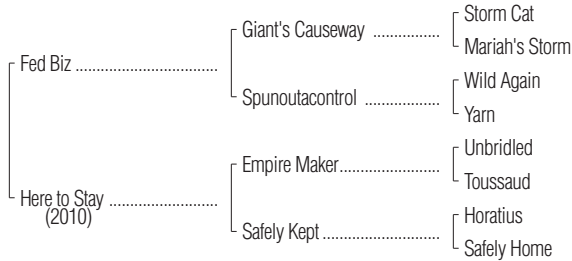 Storm Cat
Giant's Causeway ..................
Mariah's Storm
Fed Biz ................................
Wild Again
Spunoutacontrol ....................
Yarn
Unbridled
Empire Maker..........................
Toussaud
Here to Stay ........................
(2010)
Horatius
Safely Kept ...............................
Safely Home